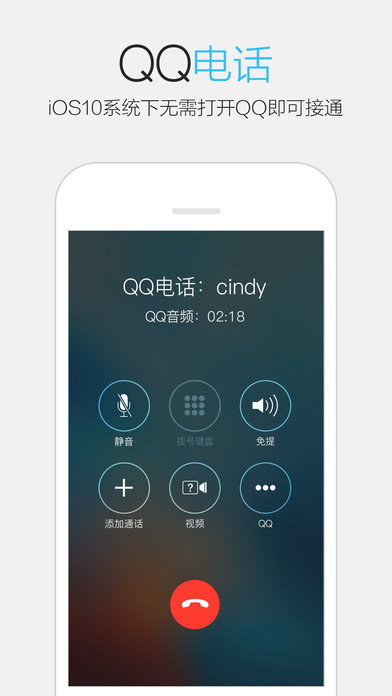 QQ电话
iOS10系统下无需打开QQ即可接通
QQ电话：cindy
QQ音频：02:18
静音
拨号键盘
免提
添加通话
?
视频
QQ